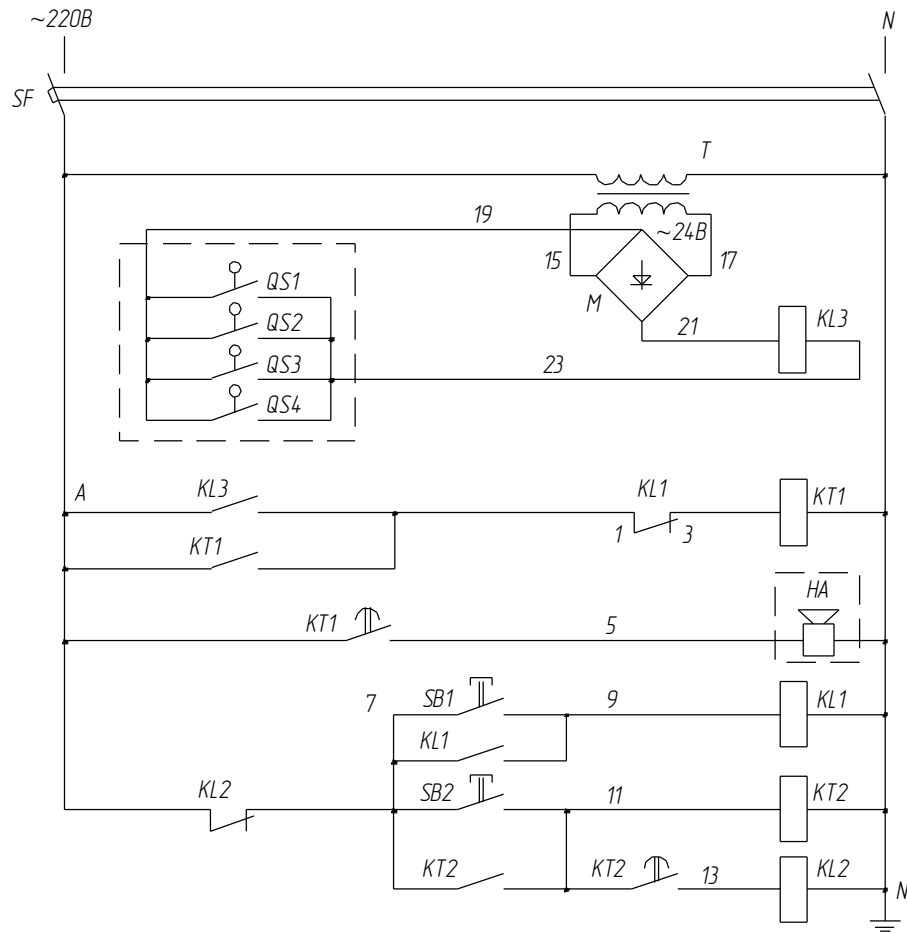 ~220В
N
SF
T
19
~24В
15
17
QS1
М
QS2
21
KL3
QS3
23
QS4
A
KL3
KL1
KT1
1
3
KT1
HA
KT1
5
7
SB1
9
KL1
KL1
KL2
SB2
11
KT2
KT2
KT2
13
KL2
N